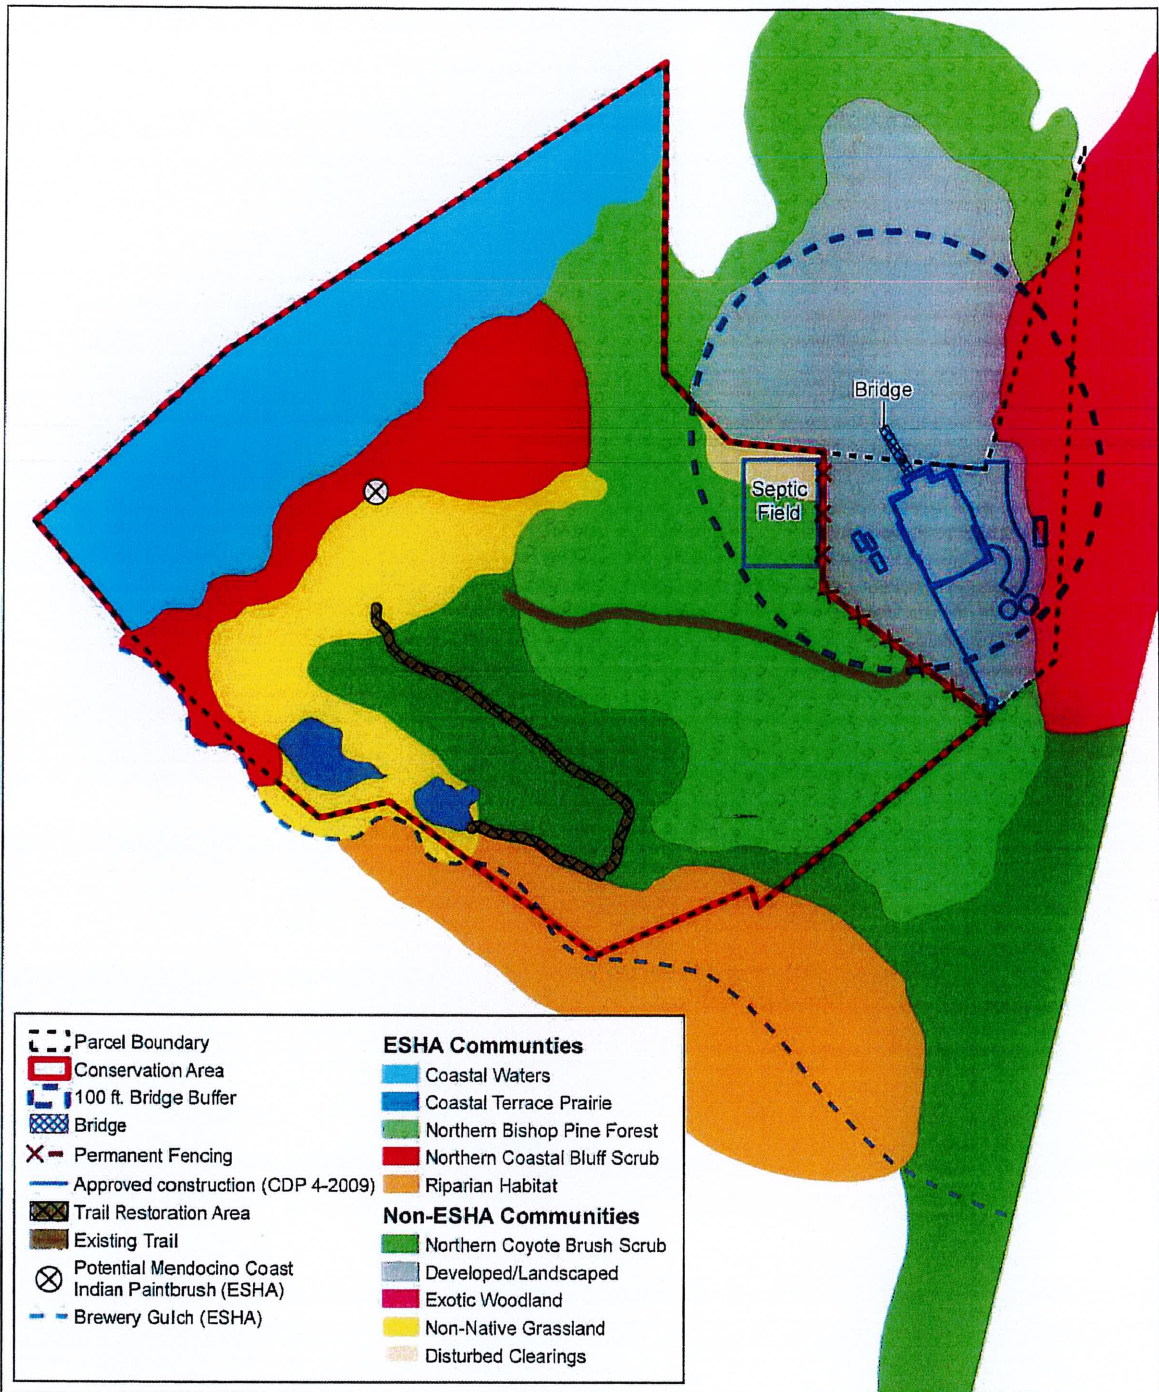 Bridge
Septic
Field
Parcel Boundary
Conservation Area
100 ft. Bridge Buffer
Bridge
Permanent Fencing
Approved construction (CDP 4-2009)
Trail Restoration Area
Existing Trail
Potential Mendocino Coast
Indian Paintbrush (ESHA)
Brewery Gulch (ESHA)
ESHA Communties
Coastal Waters
Coastal Terrace Prairie
Northern Bishop Pine Forest
Northern Coastal Bluff Scrub
Riparian Habitat
Non-ESHA Communities
Northern Coyote Brush Scrub
Developed/Landscaped
Exotic Woodland
Non-Native Grassland
Disturbed Clearings